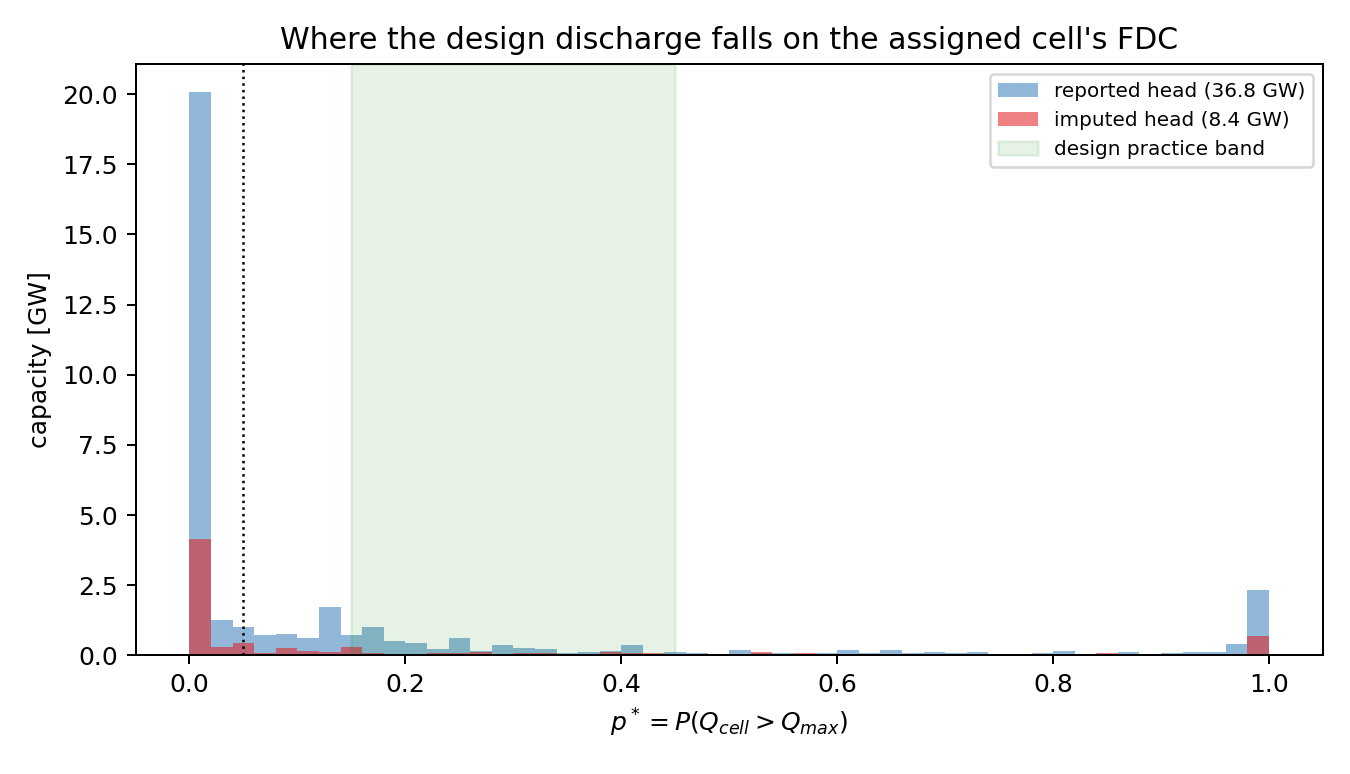 Where the design discharge falls on the assigned cell's FDC
reported head (36.8 GW)
imputed head (8.4 GW)
design practice band
capacity [GW]
20.0
17.5
15.0
12.5
10.0
7.5
5.0
2.5
0.0
0.0 0.2 0.4 0.6 0.8 1.0
p* = P(Qcell > Qmax)